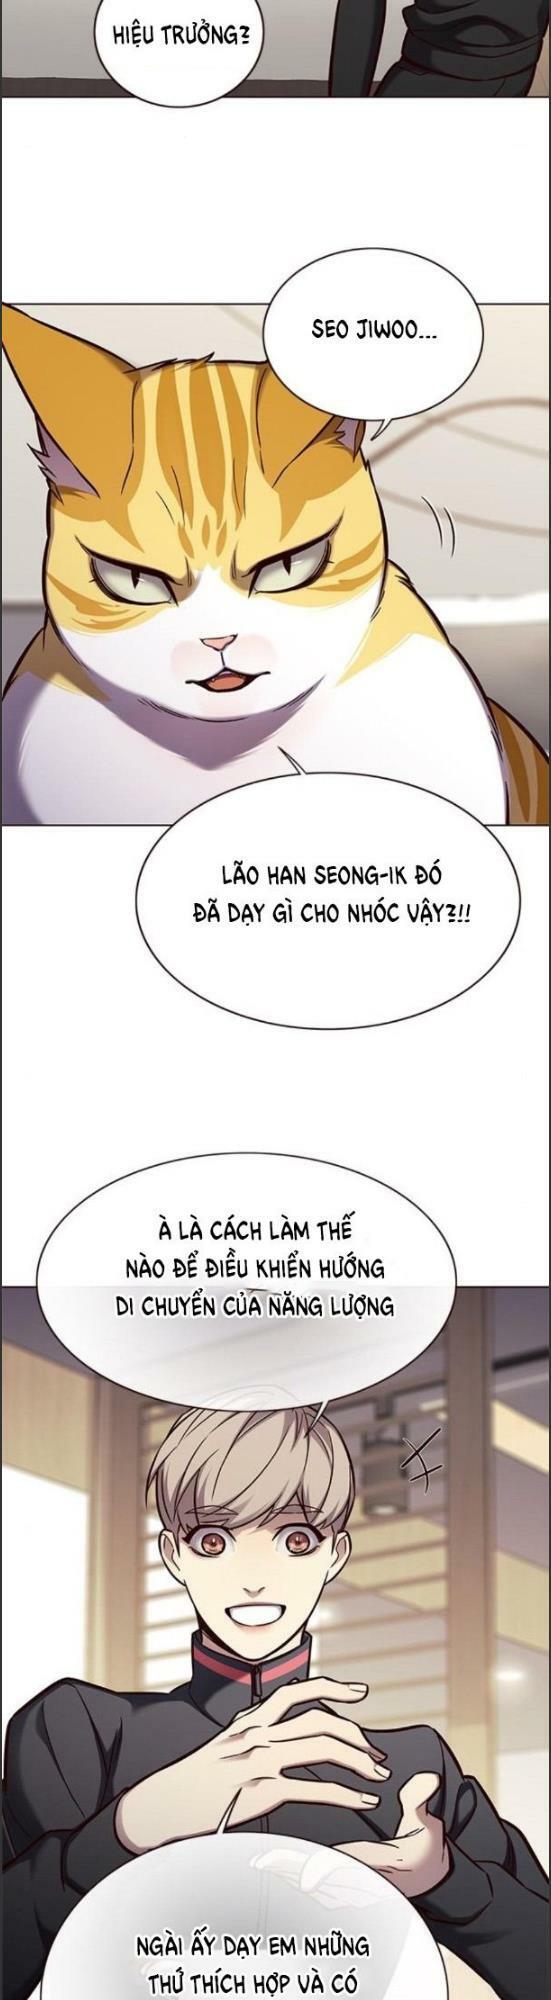 HIỆU TRƯỞNG?
SEO JIWOO...
LÃO HAN SEONG-IK ĐÓ
ĐÃ DẠY GÌ CHO NHÓC VẬY?!!
À LÀ CÁCH LÀM THẾ
NÀO ĐỂ ĐIỀU KHIỂN HƯỚNG
DI CHUYỂN CỦA NĂNG LƯỢNG
NGÀI ẤY DẠY EM NHỮNG
THỨ THÍCH HỢP VÀ CÓ